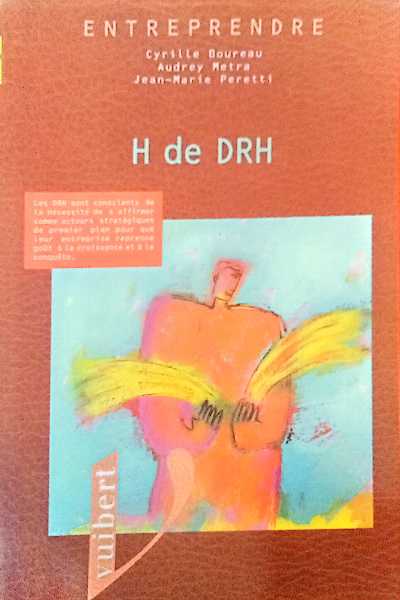 ENTREPRENDRE
Cyrille Boureau
Audrey Metra
Jean-Marie Peretti
H de DRH
Les DRH sont conscients de
la nécessité de s'affirmer
comme acteurs stratégiques
de premier plan pour que
leur entreprise reprenne
goût à la croissance et à la
conquête.
vuibert